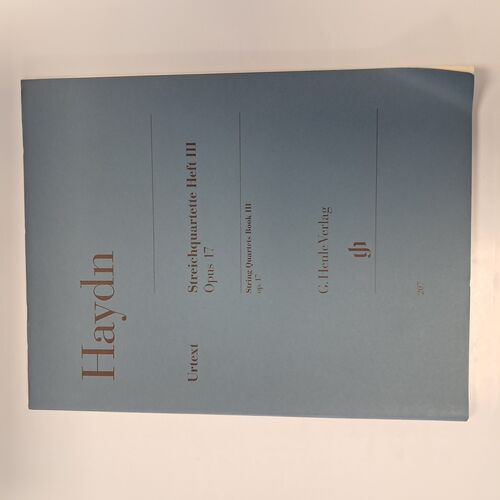 Haydn
Urtext
Streichquartette Heft III
Opus 17
String Quartets Book III
op. 17
G. Henle Verlag
207